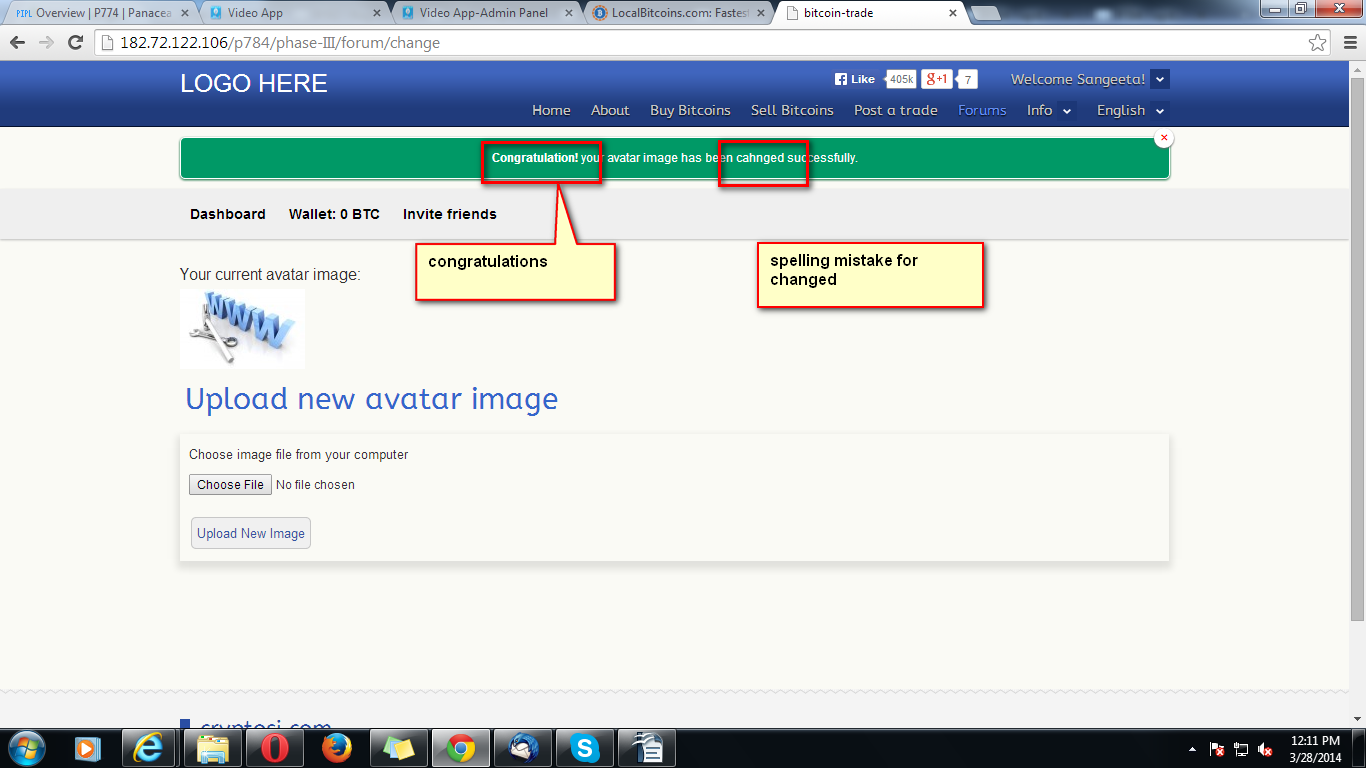 PIPL Overview | P774 | Panacea
Video App
Video App-Admin Panel
LocalBitcoins.com: Fastest
bitcoin-trade
182.72.122.106/p784/phase-III/forum/change
LOGO HERE
Like 405k
g+1 7
Welcome Sangeeta!
Home About Buy Bitcoins Sell Bitcoins Post a trade Forums Info English
Congratulation! your avatar image has been cahnged successfully.
Dashboard Wallet: 0 BTC Invite friends
congratulations
spelling mistake for
changed
Your current avatar image:
WWW
Upload new avatar image
Choose image file from your computer
Choose File No file chosen
Upload New Image
12:11 PM
3/28/2014